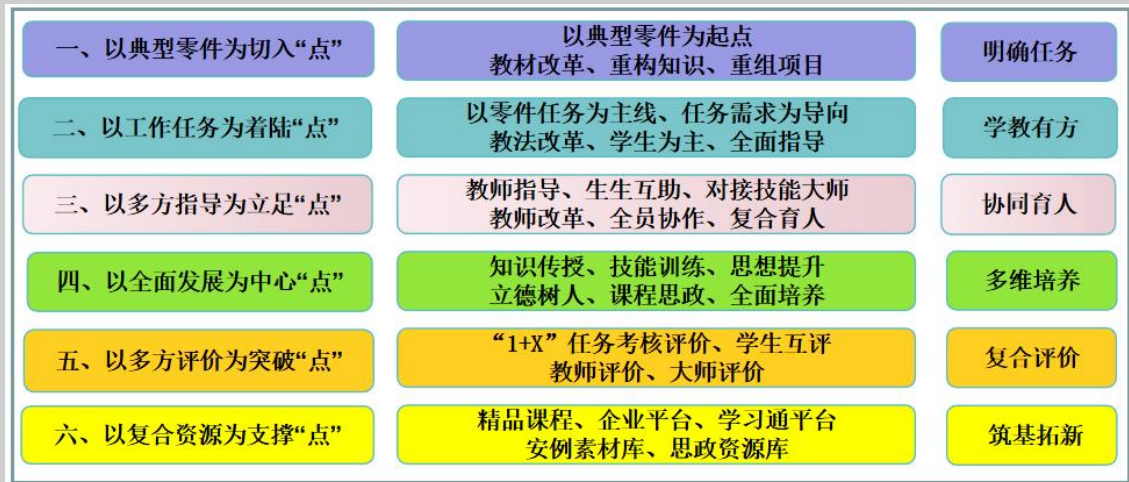 一、以典型零件为切入“点”
以典型零件为起点
教材改革、重构知识、重组项目
明确任务
二、以工作任务为着陆“点”
以零件任务为主线、任务需求为导向
教法改革、学生为主、全面指导
学教有方
三、以多方指导为立足“点”
教师指导、生生互助、对接技能大师
教师改革、全员协作、复合育人
协同育人
四、以全面发展为中心“点”
知识传授、技能训练、思想提升
立德树人、课程思政、全面培养
多维培养
五、以多方评价为突破“点”
“1+X”任务考核评价、学生互评
教师评价、大师评价
复合评价
六、以复合资源为支撑“点”
精品课程、企业平台、学习通平台
安例素材库、思政资源库
筑基拓新